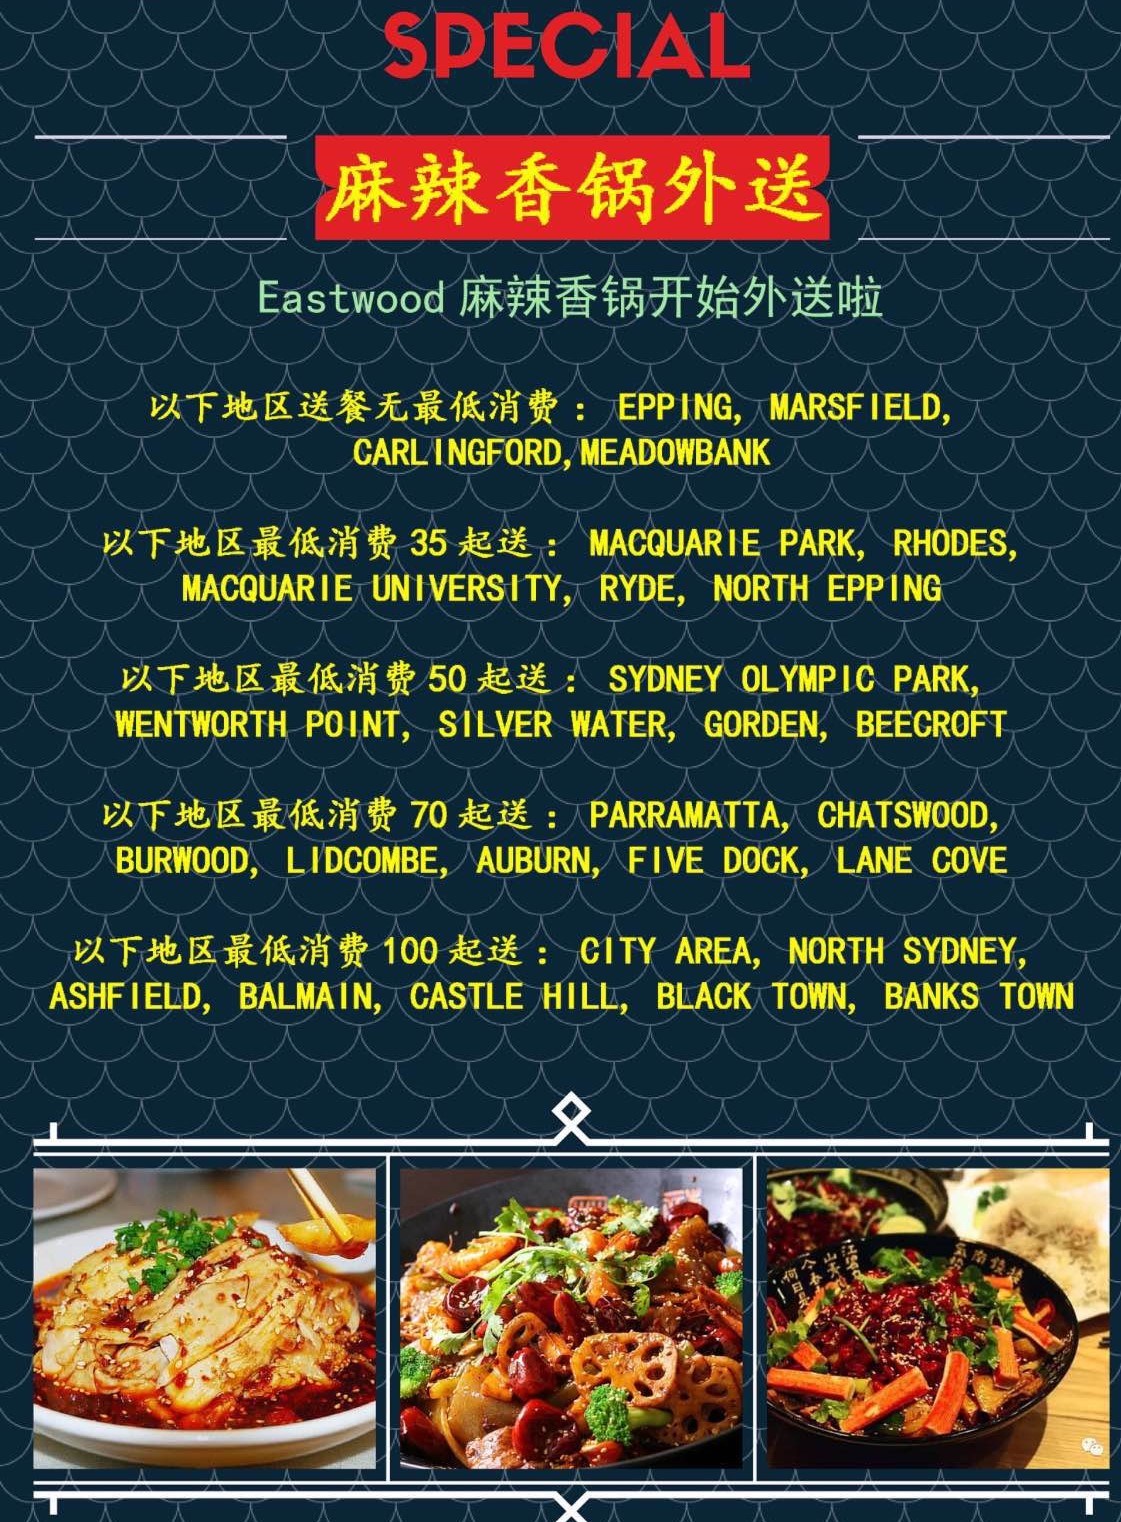 SPECIAL
麻辣香锅外送
Eastwood 麻辣香锅开始外送啦
以下地区送餐无最低消费： EPPING, MARSFIELD,
CARLINGFORD,MEADOWBANK
以下地区最低消费 35 起送： MACQUARIE PARK, RHODES,
MACQUARIE UNIVERSITY, RYDE, NORTH EPPING
以下地区最低消费 50 起送： SYDNEY OLYMPIC PARK,
WENTWORTH POINT, SILVER WATER, GORDEN, BEECROFT
以下地区最低消费 70 起送： PARRAMATTA, CHATSWOOD,
BURWOOD, LIDCOMBE, AUBURN, FIVE DOCK, LANE COVE
以下地区最低消费 100 起送： CITY AREA, NORTH SYDNEY,
ASHFIELD, BALMAIN, CASTLE HILL, BLACK TOWN, BANKS TOWN